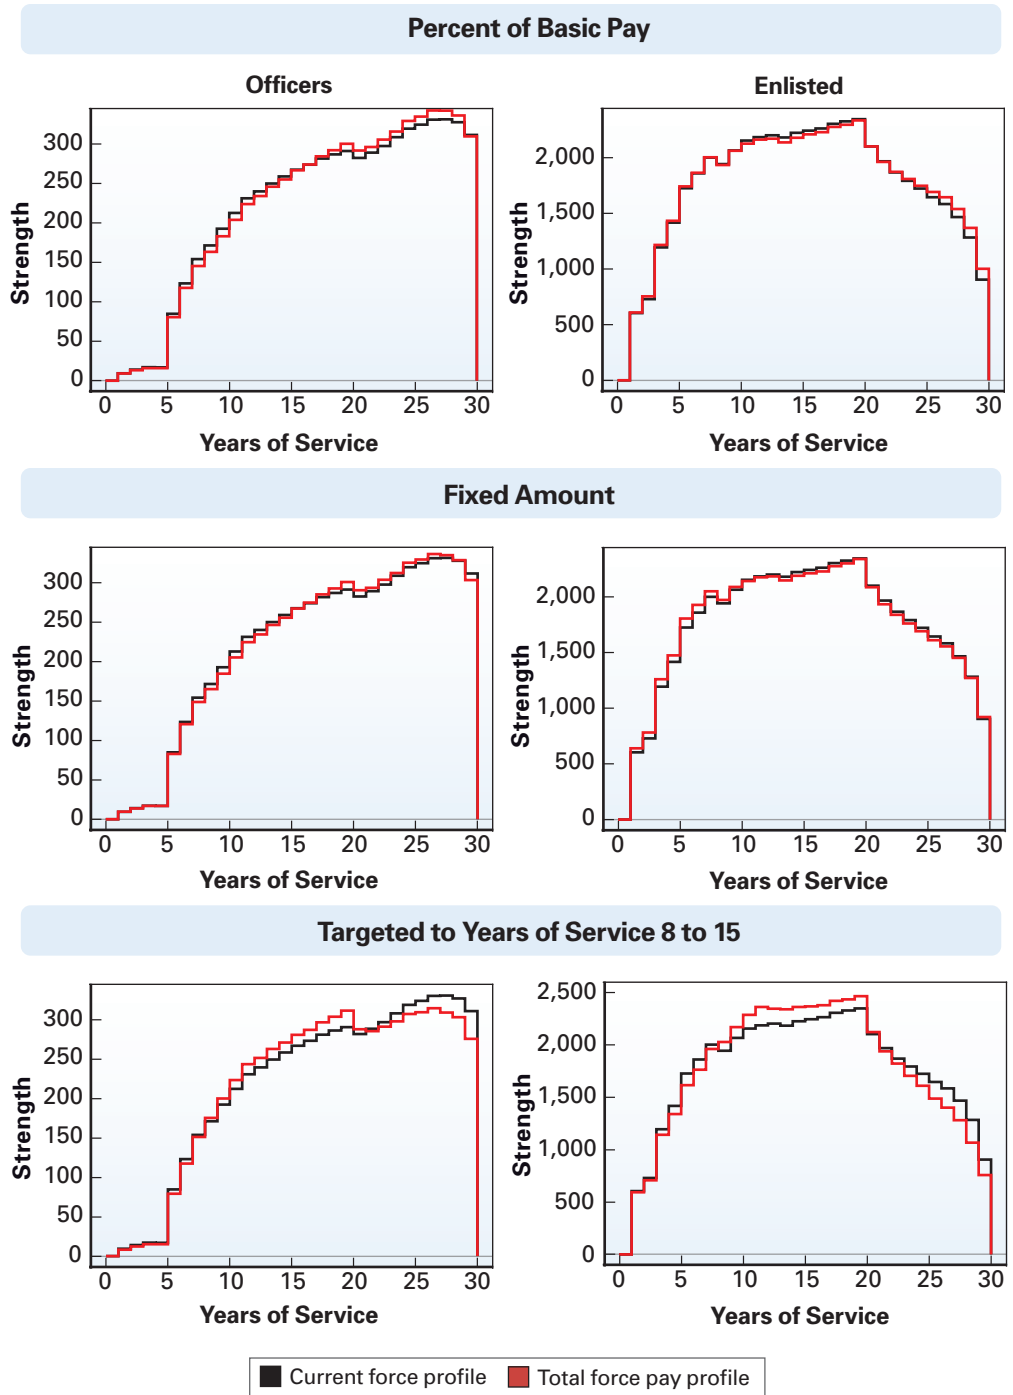 Percent of Basic Pay
Officers
Enlisted
Strength
300
250
200
150
100
50
0
0 5 10 15 20 25 30
Years of Service
Strength
2,000
1,500
1,000
500
0
0 5 10 15 20 25 30
Years of Service
Fixed Amount
Strength
300
250
200
150
100
50
0
0 5 10 15 20 25 30
Years of Service
Strength
2,000
1,500
1,000
500
0
0 5 10 15 20 25 30
Years of Service
Targeted to Years of Service 8 to 15
Strength
300
250
200
150
100
50
0
0 5 10 15 20 25 30
Years of Service
Strength
2,500
2,000
1,500
1,000
500
0
0 5 10 15 20 25 30
Years of Service
Current force profile Total force pay profile